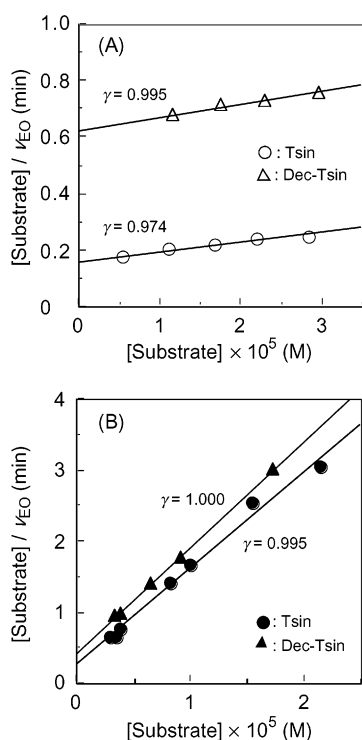 (A)
[Substrate] / νEO (min)
1.0
0.8
0.6
0.4
0.2
0
γ = 0.995
○ : Tsin
△ : Dec-Tsin
γ = 0.974
0 1 2 3
[Substrate] × 10⁵ (M)
(B)
[Substrate] / νEO (min)
4
3
2
1
0
γ = 1.000
γ = 0.995
● : Tsin
▲ : Dec-Tsin
0 1 2
[Substrate] × 10⁵ (M)